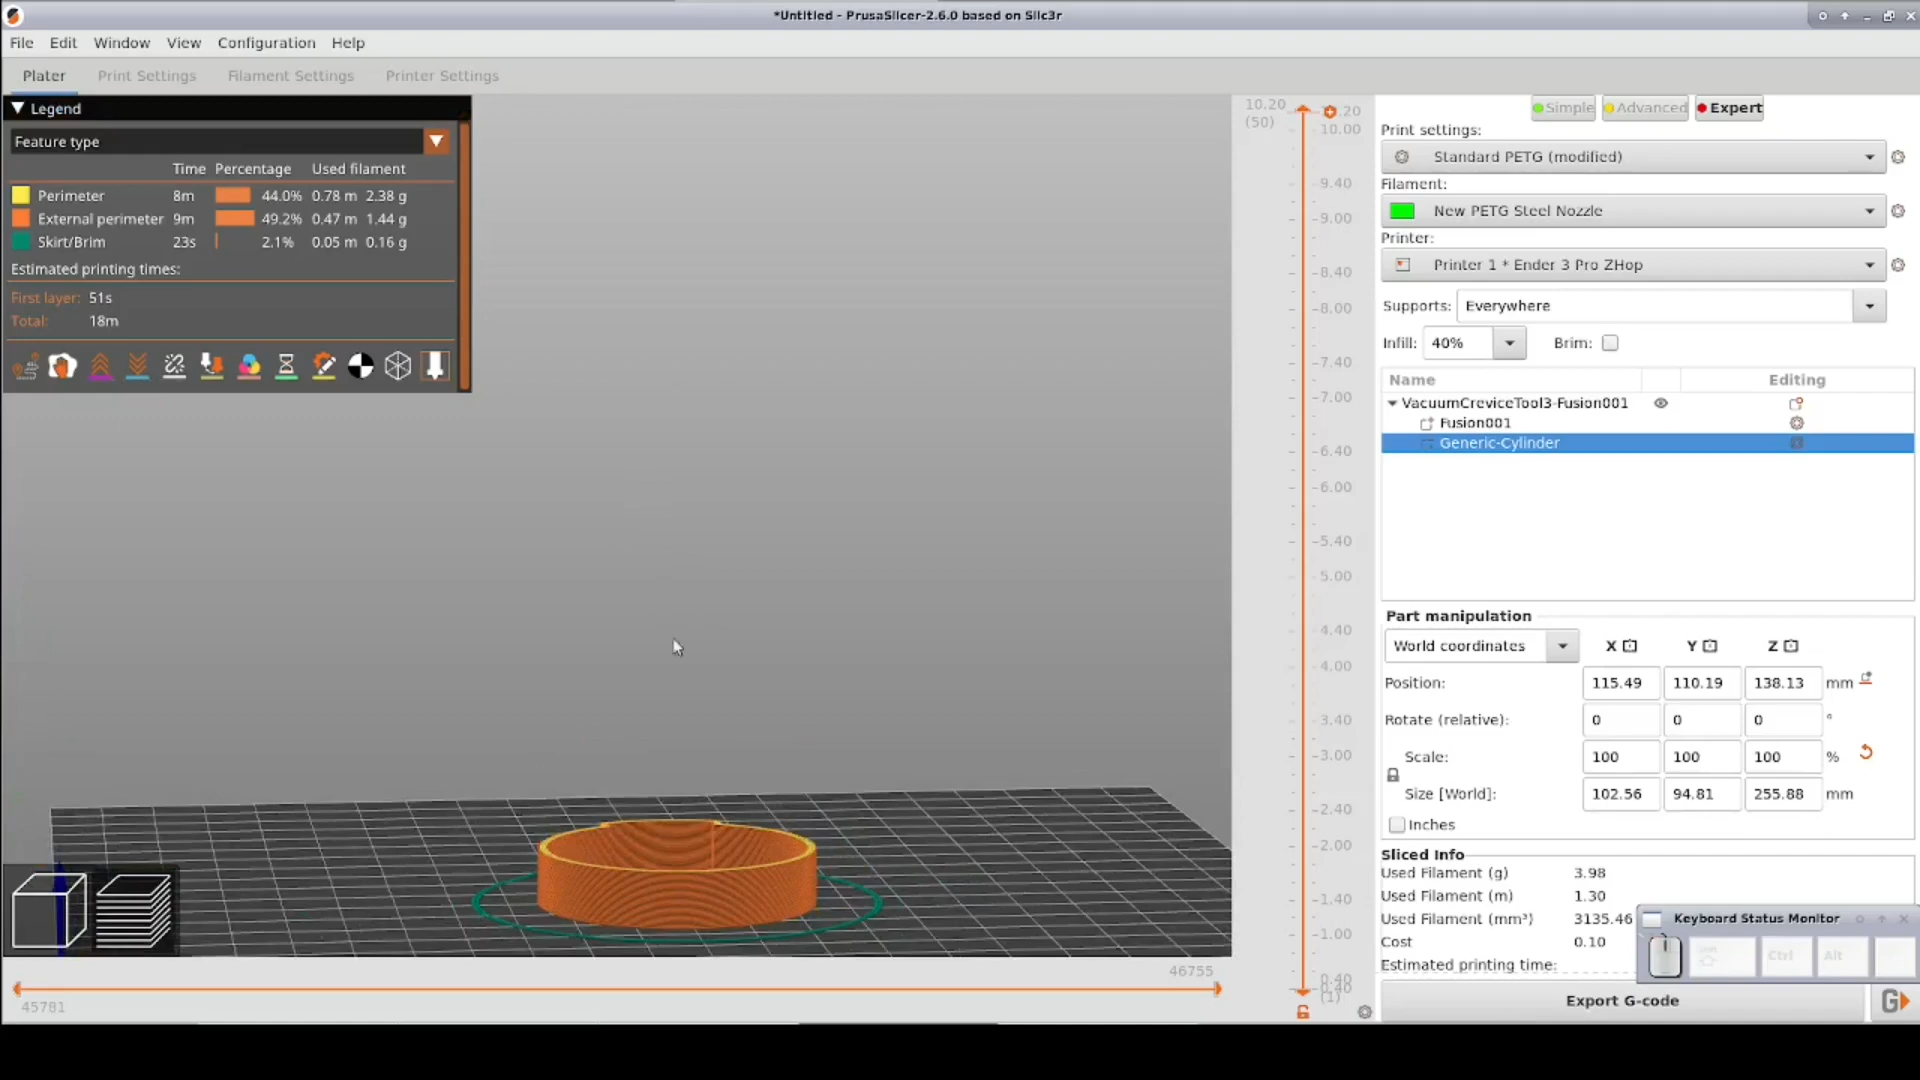 *Untitled - PrusaSlicer-2.6.0 based on Slic3r
File Edit Window View Configuration Help
Plater Print Settings Filament Settings Printer Settings
Legend
Feature type
Time Percentage Used filament
Perimeter 8m 44.0% 0.78 m 2.38 g
External perimeter 9m 49.2% 0.47 m 1.44 g
Skirt/Brim 23s 2.1% 0.05 m 0.16 g
Estimated printing times:
First layer: 51s
Total: 18m
10.20
(50)
10.00
9.40
9.00
8.40
8.00
7.40
7.00
6.40
6.00
5.40
5.00
4.40
4.00
3.40
3.00
2.40
2.00
1.40
1.00
0.40
(1)
46755
45781
Simple Advanced Expert
Print settings:
Standard PETG (modified)
Filament:
New PETG Steel Nozzle
Printer:
Printer 1 * Ender 3 Pro ZHop
Supports: Everywhere
Infill: 40% Brim:
Name Editing
VacuumCreviceTool3-Fusion001
Fusion001
Generic-Cylinder
Part manipulation
World coordinates X Y Z
Position: 115.49 110.19 138.13 mm
Rotate (relative): 0 0 0 °
Scale: 100 100 100 %
Size [World]: 102.56 94.81 255.88 mm
Inches
Sliced Info
Used Filament (g) 3.98
Used Filament (m) 1.30
Used Filament (mm³) 3135.46
Cost 0.10
Estimated printing time:
Keyboard Status Monitor
Ctrl Alt
Export G-code
G